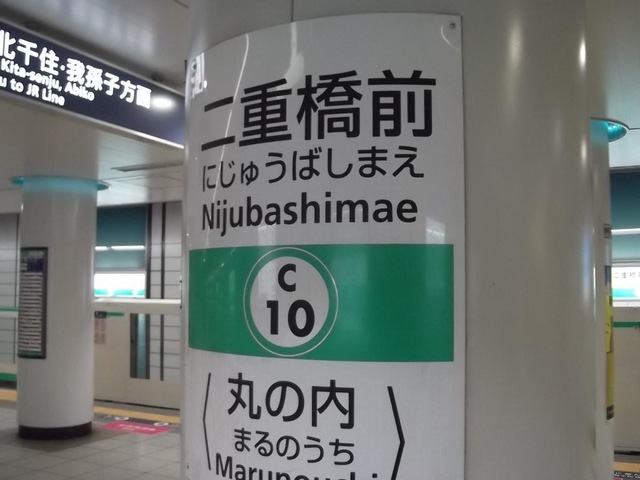 北千住・我孫子方面
Kita-senju, Abiko
to JR Line
二重橋前
にじゅうばしまえ
Nijubashimae
C
10
〈丸の内〉
まるのうち
Marunouchi